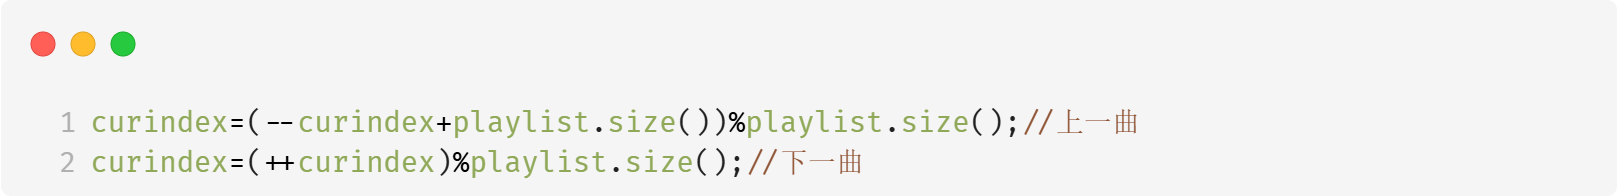 1 curindex=(--curindex+playlist.size())%playlist.size();//上一曲
2 curindex=(++curindex)%playlist.size();//下一曲